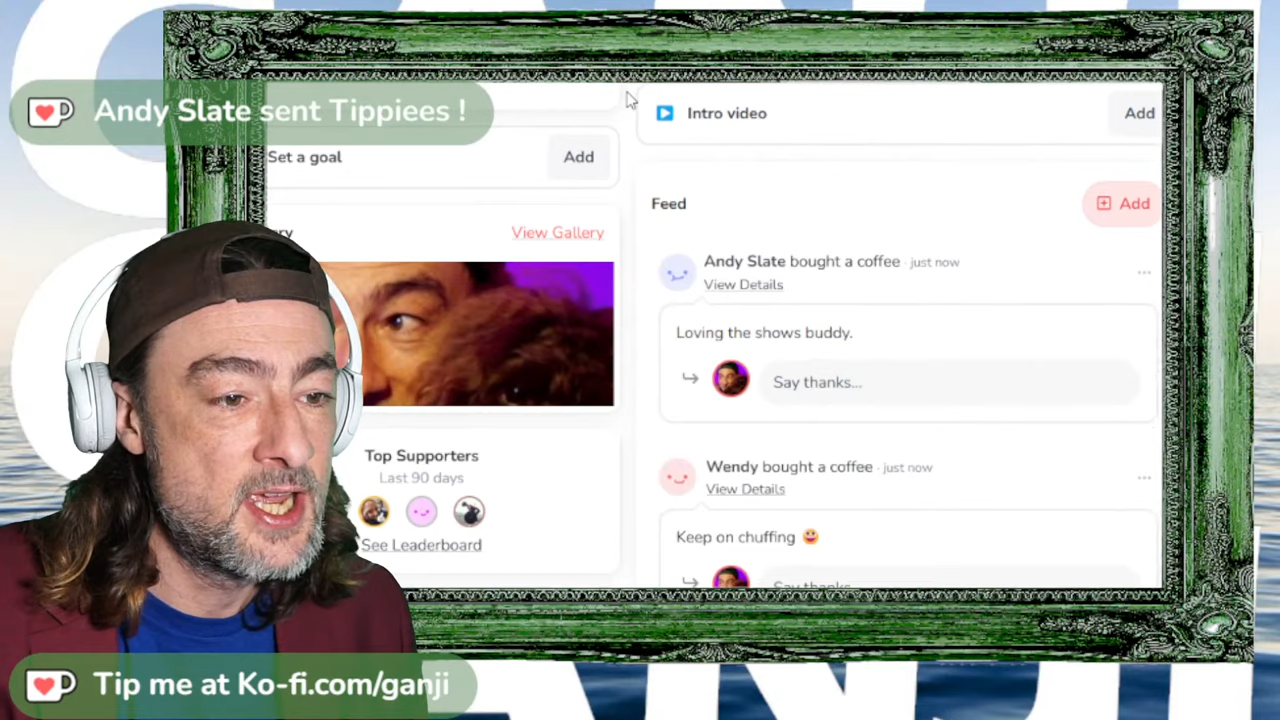 Andy Slate sent Tippiees !
Set a goal
Add
View Gallery
Top Supporters
Last 90 days
See Leaderboard
Intro video
Add
Feed
Add
Andy Slate bought a coffee · just now
View Details
Loving the shows buddy.
Say thanks...
Wendy bought a coffee · just now
View Details
Keep on chuffing 😀
Say thanks
Tip me at Ko-fi.com/ganji